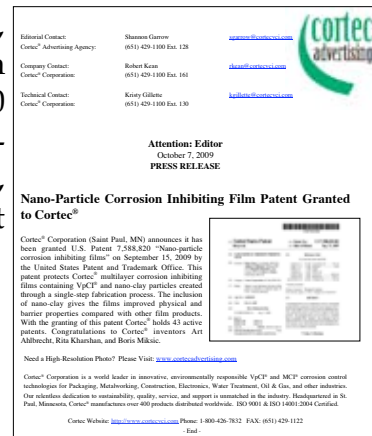 cortec
advertising
Editorial Contact: Shannon Garrow
Cortec® Advertising Agency: (651) 429-1100 Ext. 128
Company Contact: Robert Kean rkean@cortecvci.com
Cortec® Corporation: (651) 429-1100 Ext. 161
Technical Contact: Kristy Gillette kgillette@cortecvci.com
Cortec® Corporation: (651) 429-1100 Ext. 130
Attention: Editor
October 7, 2009
PRESS RELEASE
Nano-Particle Corrosion Inhibiting Film Patent Granted
to Cortec®
Cortec® Corporation (Saint Paul, MN) announces it has
been granted U.S. Patent 7,588,820 “Nano-particle
corrosion inhibiting films” on September 15, 2009 by
the United States Patent and Trademark Office. This
patent protects Cortec® multilayer corrosion inhibiting
films containing VpCI® and nano-clay particles created
through a single-step fabrication process. The inclusion
of nano-clay gives the films improved physical and
barrier properties compared with other film products.
With the granting of this patent Cortec® holds 43 active
patents. Congratulations to Cortec® inventors Art
Ahlbrecht, Rita Kharshan, and Boris Miksic.
Need a High-Resolution Photo? Please Visit: www.cortecadvertising.com
Cortec® Corporation is a world leader in innovative, environmentally responsible VpCI® and MCI® corrosion control
technologies for Packaging, Metalworking, Construction, Electronics, Water Treatment, Oil & Gas, and other industries.
Our relentless dedication to sustainability, quality, service, and support is unmatched in the industry. Headquartered in St.
Paul, Minnesota, Cortec® manufactures over 400 products distributed worldwide. ISO 9001 & ISO 14001:2004 Certified.
Cortec Website: http://www.cortecvci.com Phone: 1-800-426-7832 FAX: (651) 429-1122
- End -